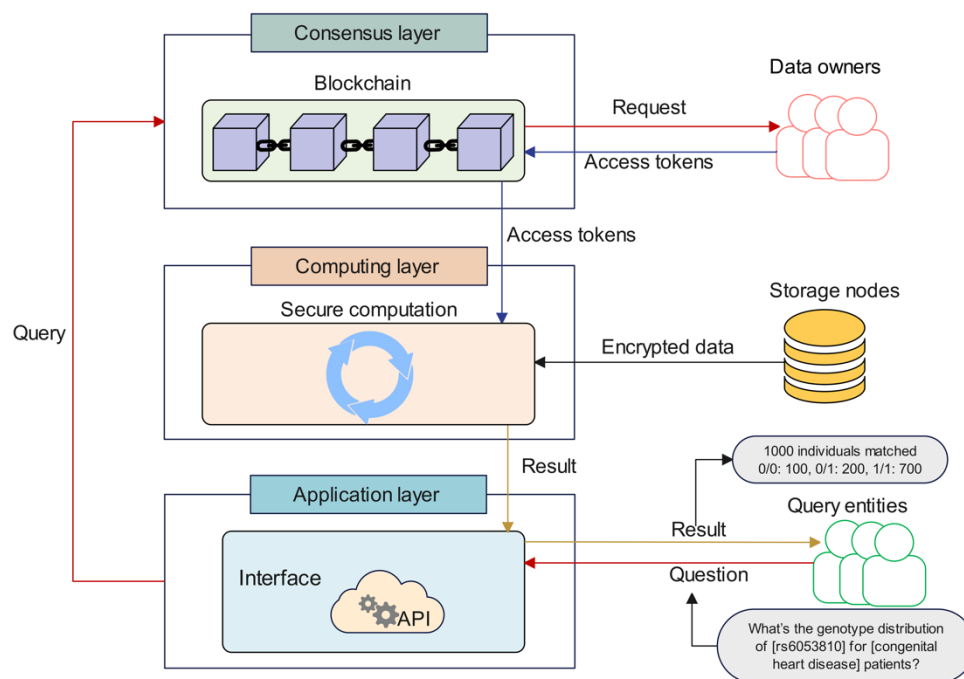 Consensus layer
Blockchain
Data owners
Request
Access tokens
Access tokens
Computing layer
Secure computation
Storage nodes
Query
Encrypted data
Result
1000 individuals matched
0/0: 100, 0/1: 200, 1/1: 700
Application layer
Query entities
Result
Interface
Question
API
What's the genotype distribution
of [rs6053810] for [congenital
heart disease] patients?